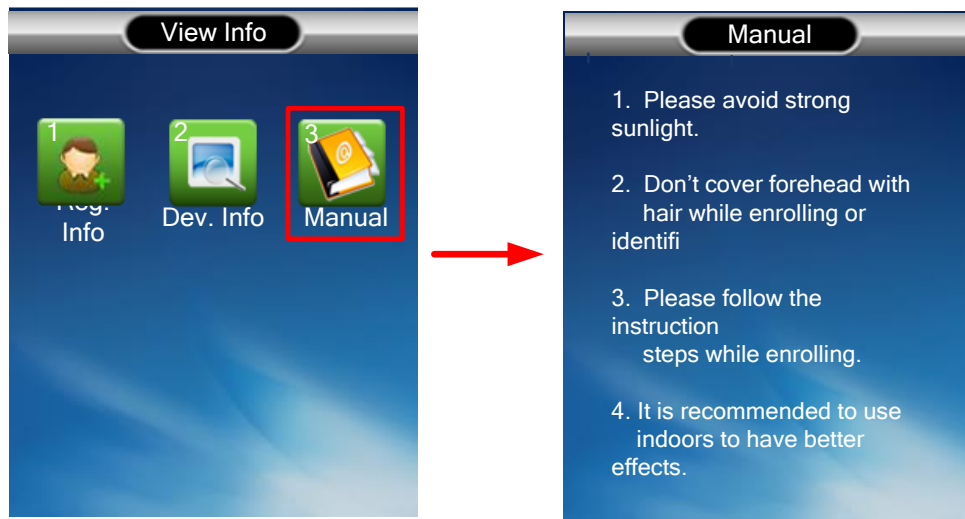 View Info
1
2
3
Reg.
Info
Dev. Info
Manual
Manual
1. Please avoid strong
sunlight.
2. Don't cover forehead with
hair while enrolling or
identifi
3. Please follow the
instruction
steps while enrolling.
4. It is recommended to use
indoors to have better
effects.